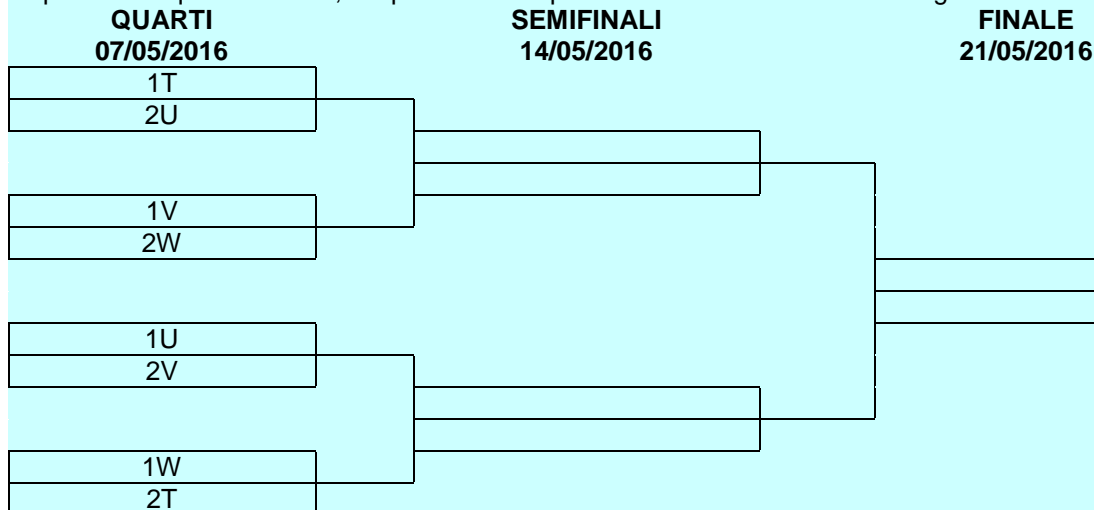 QUARTI SEMIFINALI FINALE
07/05/2016 14/05/2016 21/05/2016
1T
2U
1V
2W
1U
2V
1W
2T